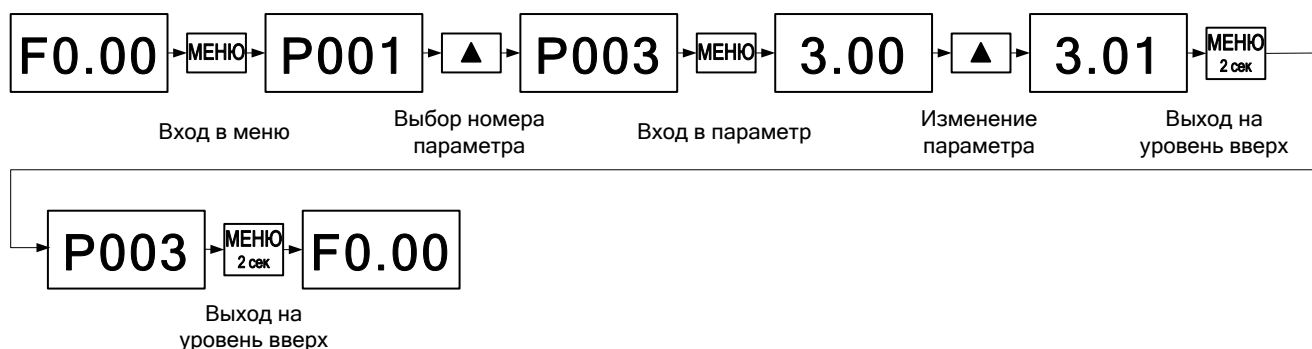 F0.00 МЕНЮ P001 ▲ P003 МЕНЮ 3.00 ▲ 3.01 МЕНЮ
2 сек
Вход в меню
Выбор номера
параметра
Вход в параметр
Изменение
параметра
Выход на
уровень вверх
P003 МЕНЮ F0.00
2 сек
Выход на
уровень вверх